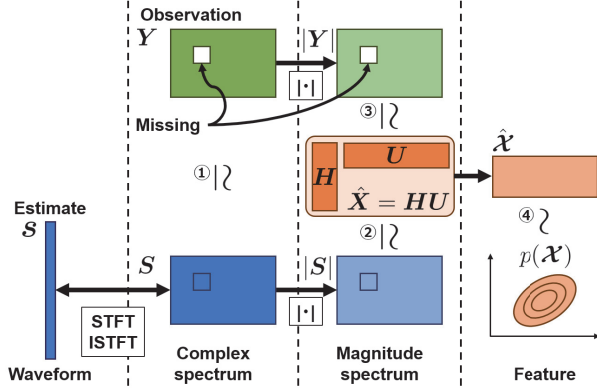 Observation
Y
|Y|
|·|
Missing
③
①
H
U
X̂ = HU
𝒳̂
Estimate
s
②
④
S
|S|
p(𝒳)
STFT
ISTFT
|·|
Waveform
Complex
spectrum
Magnitude
spectrum
Feature